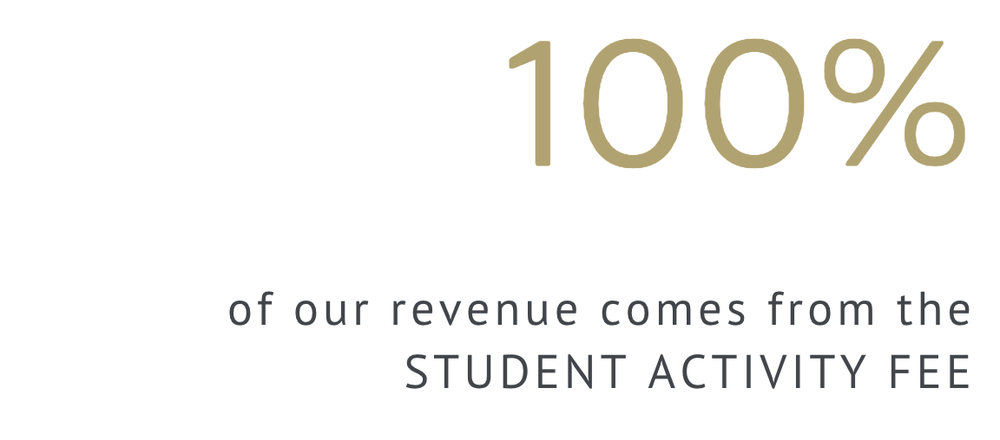 100%
of our revenue comes from the
STUDENT ACTIVITY FEE